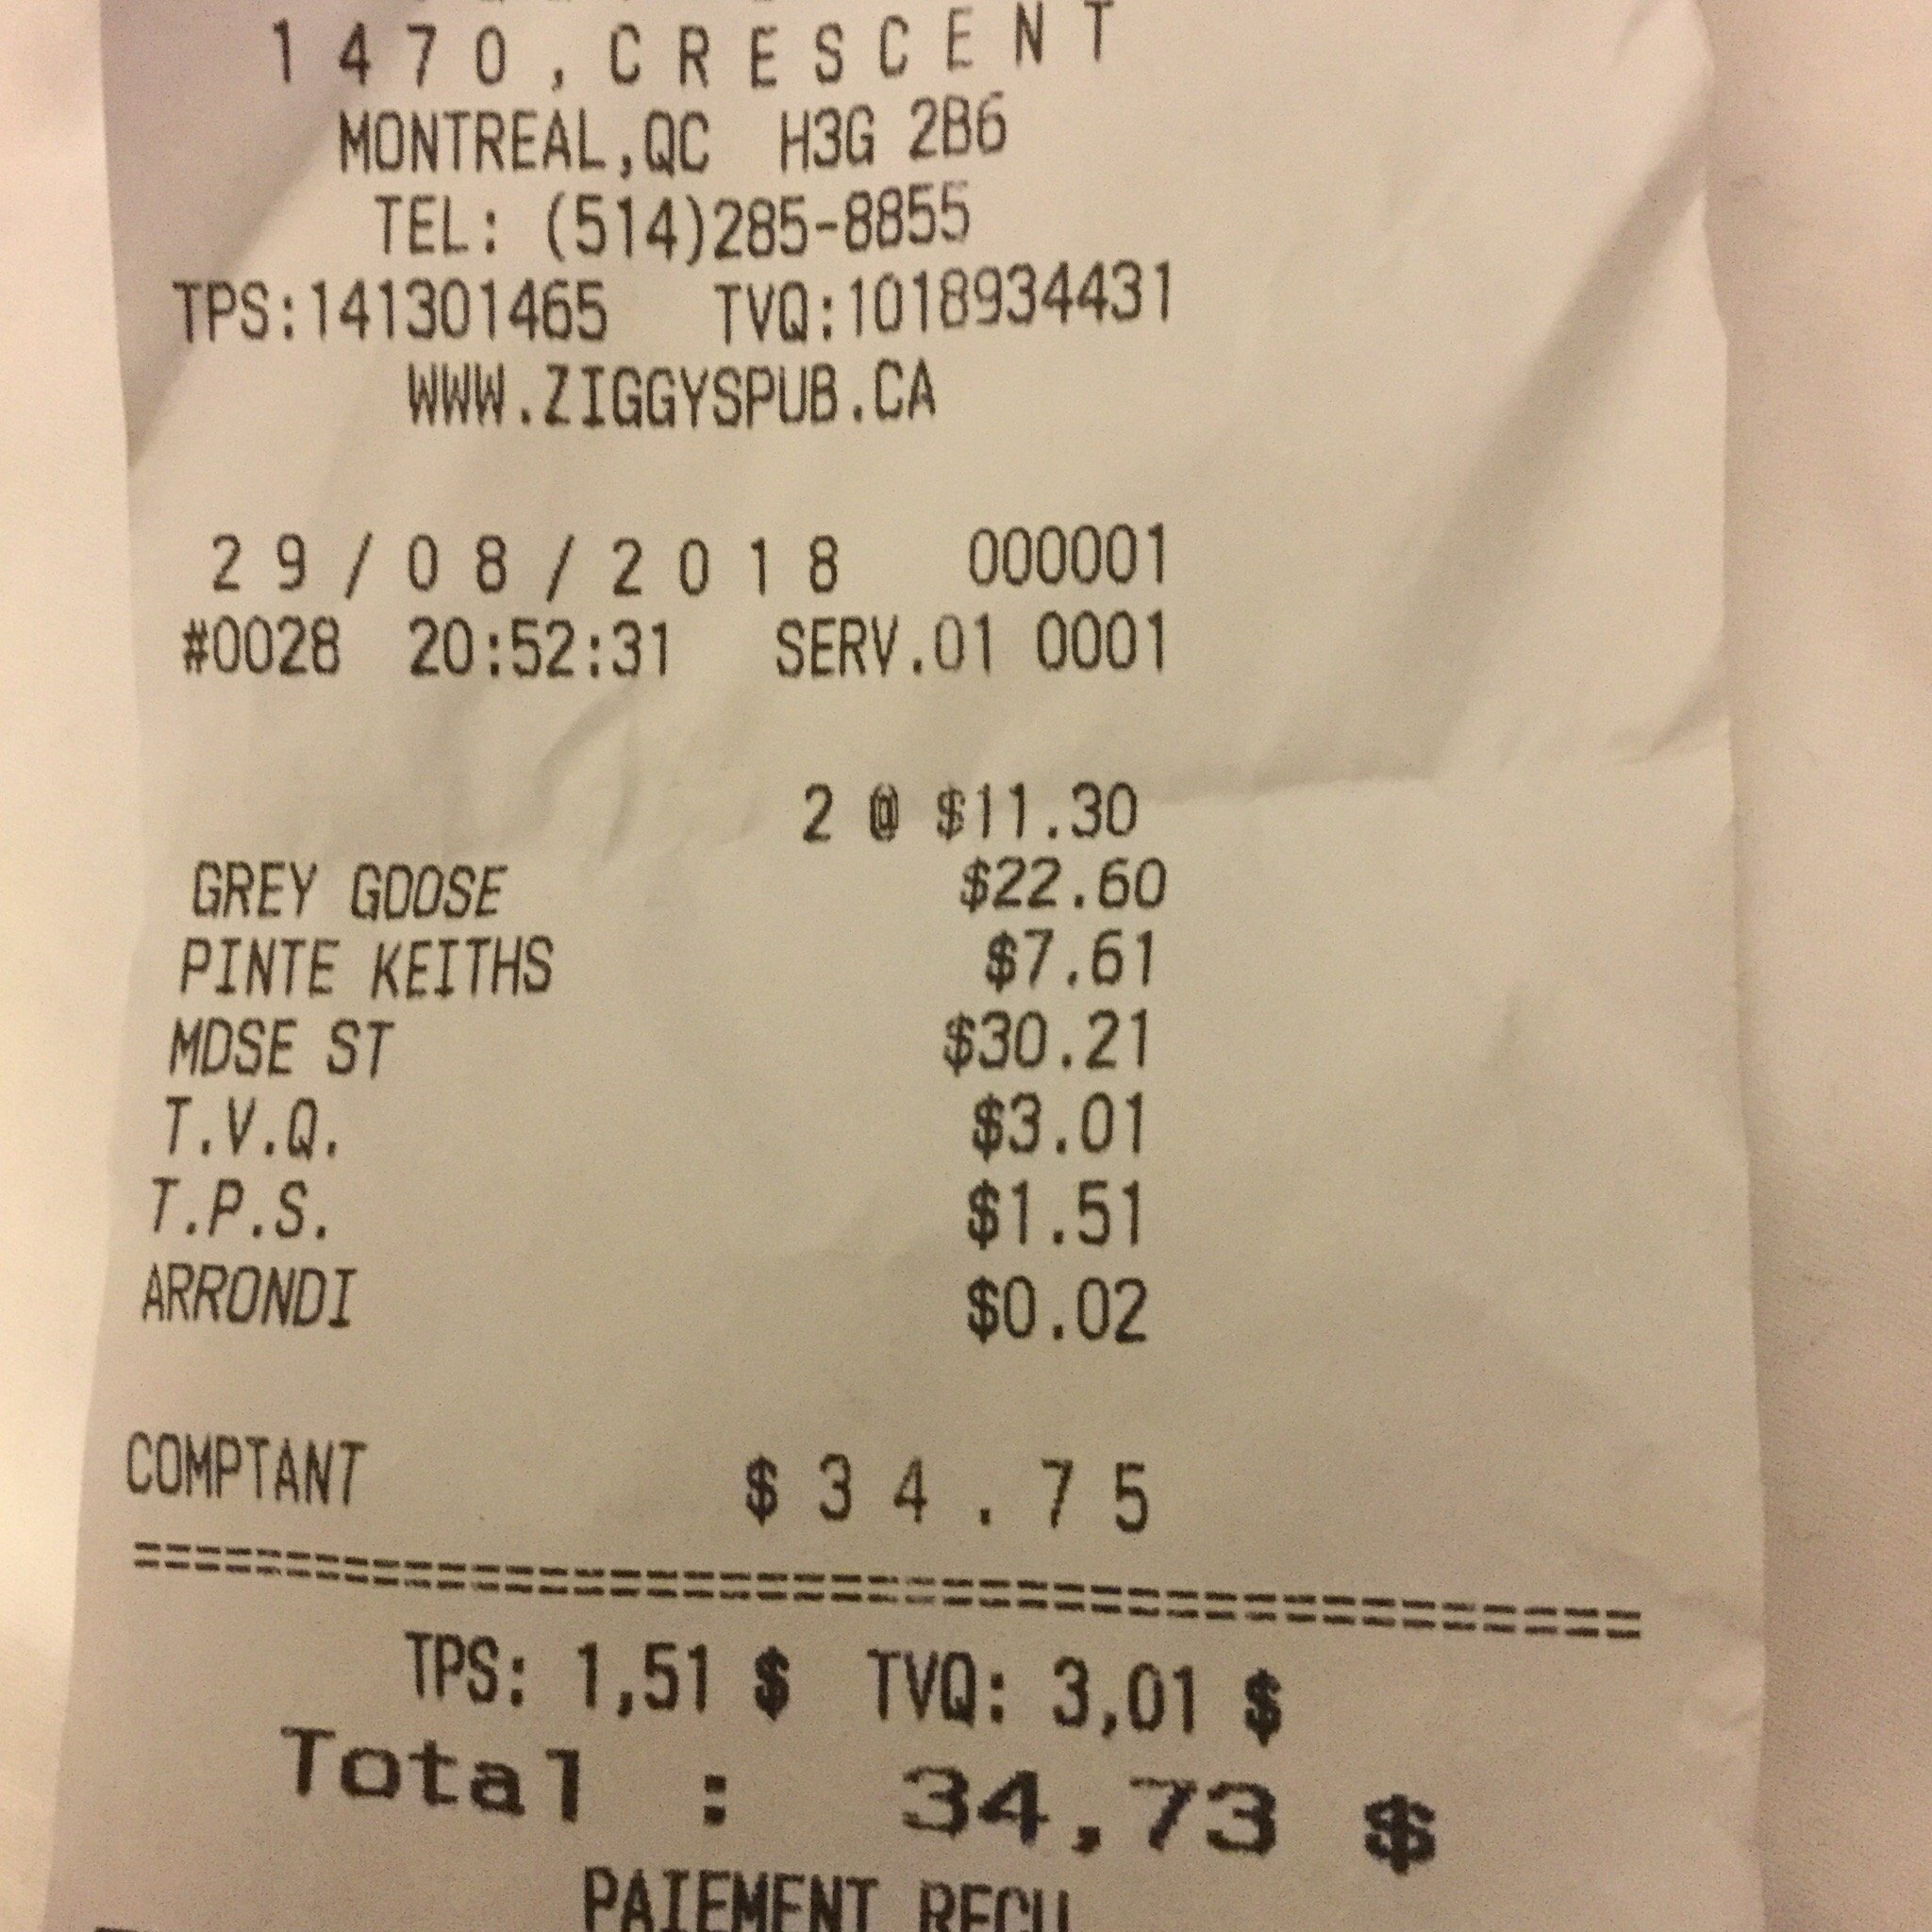 1470,CRESCENT
MONTREAL,QC H3G 2B6
TEL: (514)285-8855
TPS:141301465 TVQ:1018934431
WWW.ZIGGYSPUB.CA
29/08/2018 000001
#0028 20:52:31 SERV.01 0001
2 @ $11.30
GREY GOOSE $22.60
PINTE KEITHS $7.61
MDSE ST $30.21
T.V.Q. $3.01
T.P.S. $1.51
ARRONDI $0.02
COMPTANT $34.75
TPS: 1,51 $ TVQ: 3,01 $
Total : 34,73 $
PAIEMENT RECU